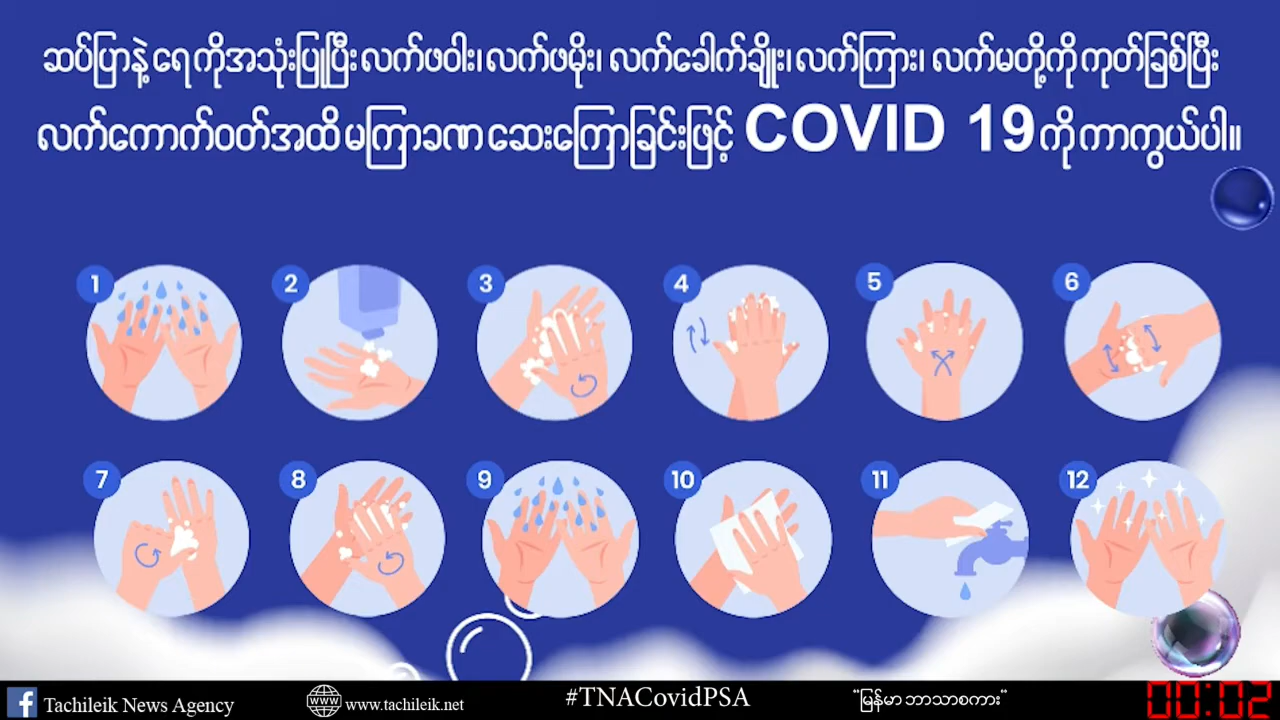 ဆပ်ပြာနဲ့ ရေကိုအသုံးပြုပြီး လက်ဖဝါး၊ လက်ဖမိုး၊ လက်ခေါက်ချိုး၊ လက်ကြား၊ လက်မတို့ကို ကုတ်ခြစ်ပြီး
လက်ကောက်ဝတ်အထိ မကြာခဏ ဆေးကြောခြင်းဖြင့် COVID 19 ကို ကာကွယ်ပါ။
1 2 3 4 5 6
7 8 9 10 11 12
Tachileik News Agency www.tachileik.net #TNACovidPSA "မြန်မာ ဘာသာစကား" 00:02